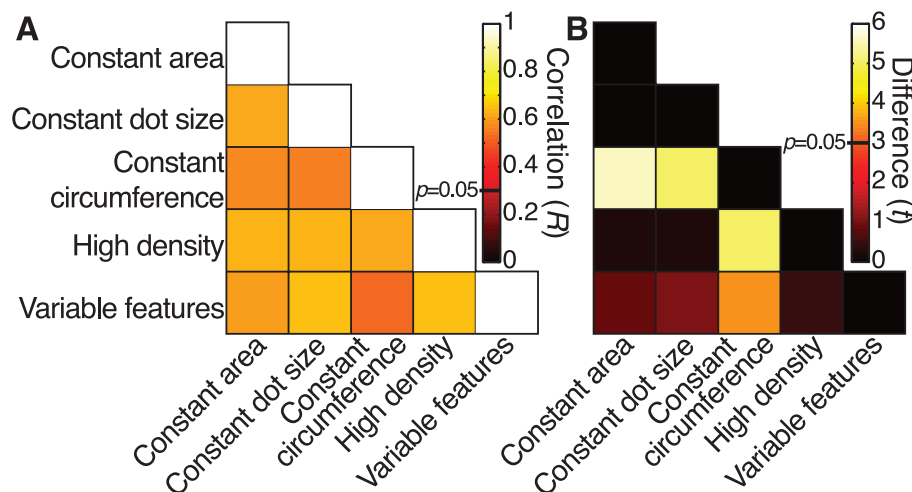 A
Constant area
Constant dot size
Constant
circumference
High density
Variable features
Constant area
Constant dot size
Constant
circumference
High density
Variable features
1
0.8
0.6
0.4
0.2
0
p=0.05
Correlation (R)
B
Constant area
Constant dot size
Constant
circumference
High density
Variable features
6
5
4
3
2
1
0
p=0.05
Difference (t)